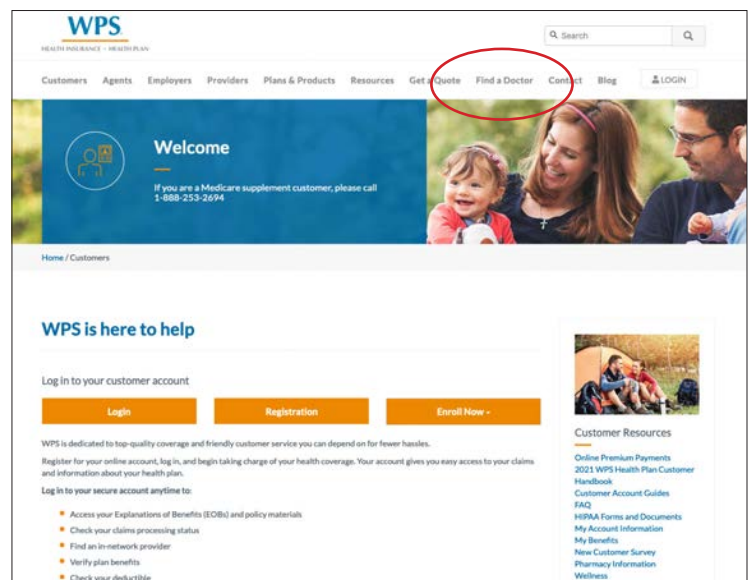 WPS
HEALTH INSURANCE – HEALTH PLAN
Search
Customers Agents Employers Providers Plans & Products Resources Get a Quote Find a Doctor Contact Blog LOGIN
Welcome
If you are a Medicare supplement customer, please call
1-888-253-2694
Home / Customers
WPS is here to help
Log in to your customer account
Login Registration Enroll Now
WPS is dedicated to top-quality coverage and friendly customer service you can depend on for fewer hassles.
Register for your online account, log in, and begin taking charge of your health coverage. Your account gives you easy access to your claims
and information about your health plan.
Log in to your secure account anytime to:
Access your Explanations of Benefits (EOBs) and policy materials
Check your claims processing status
Find an in-network provider
Verify plan benefits
Check your deductible
Customer Resources
Online Premium Payments
2021 WPS Health Plan Customer
Handbook
Customer Account Guides
FAQ
HIPAA Forms and Documents
My Account Information
My Benefits
New Customer Survey
Pharmacy Information
Wellness